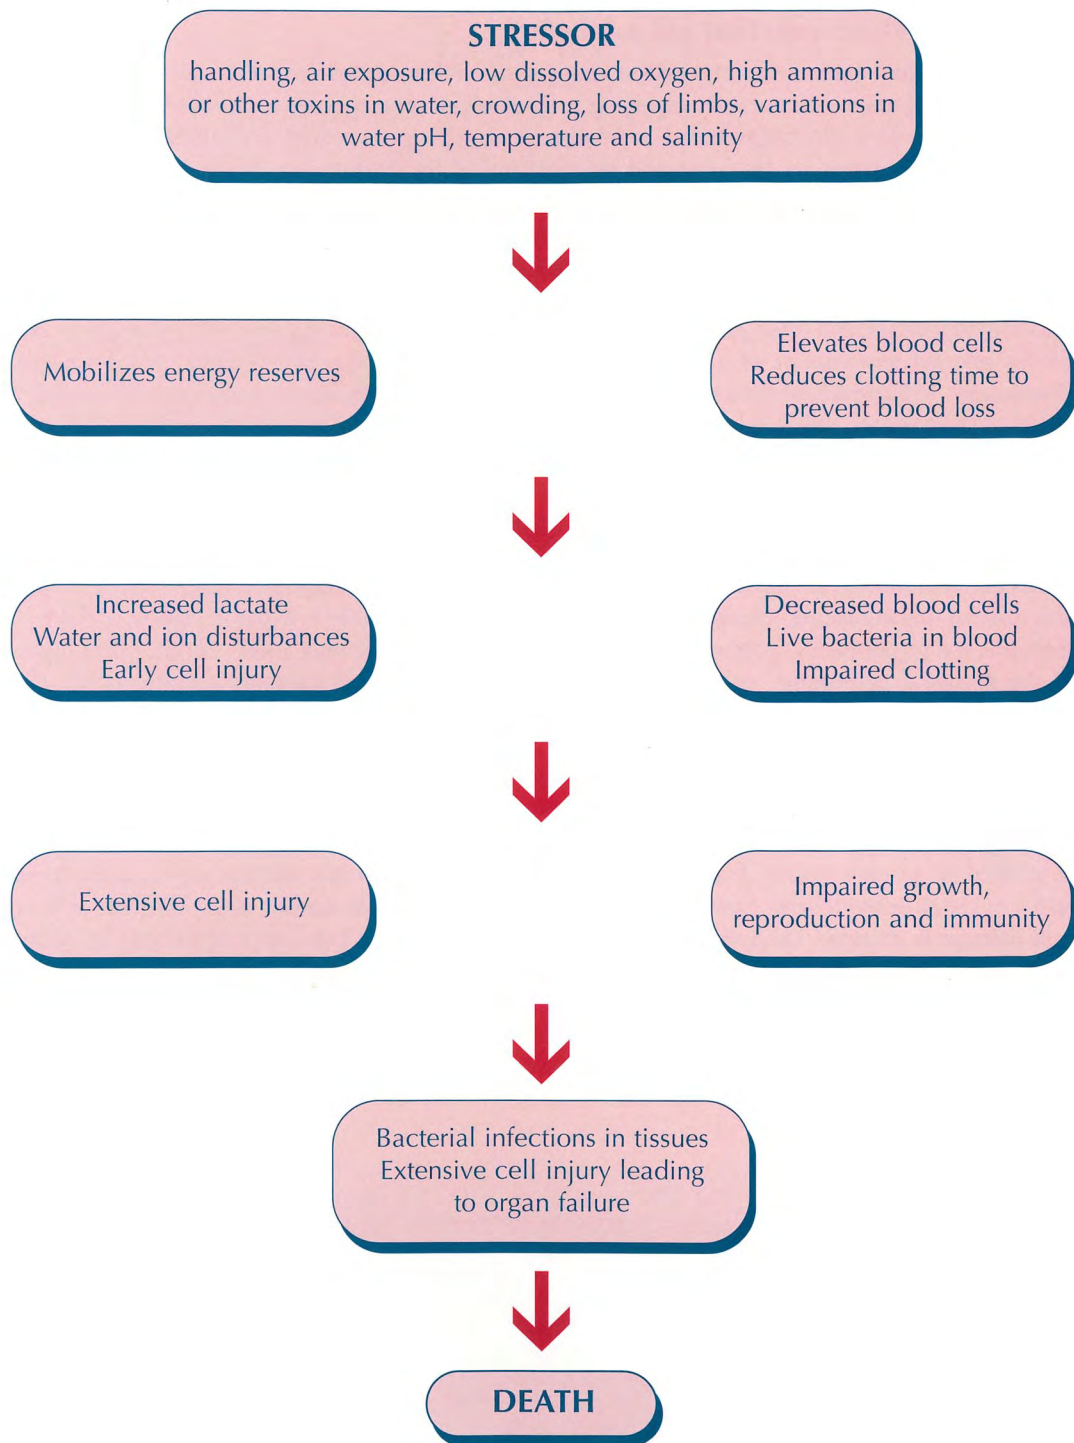 STRESSOR
handling, air exposure, low dissolved oxygen, high ammonia
or other toxins in water, crowding, loss of limbs, variations in
water pH, temperature and salinity
Mobilizes energy reserves
Elevates blood cells
Reduces clotting time to
prevent blood loss
Increased lactate
Water and ion disturbances
Early cell injury
Decreased blood cells
Live bacteria in blood
Impaired clotting
Extensive cell injury
Impaired growth,
reproduction and immunity
Bacterial infections in tissues
Extensive cell injury leading
to organ failure
DEATH